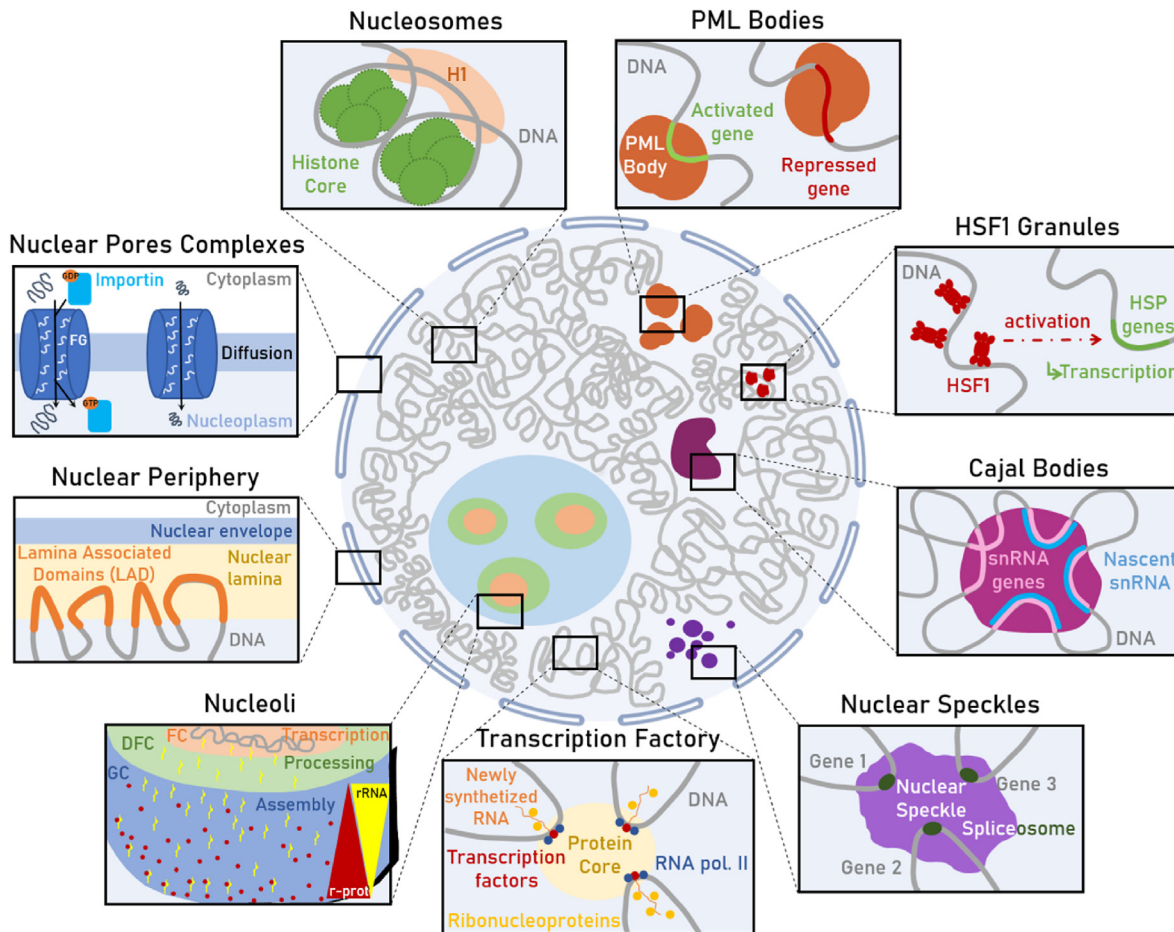 Nucleosomes
H1
DNA
Histone
Core
PML Bodies
DNA
Activated
gene
PML
Body
Repressed
gene
Nuclear Pores Complexes
GDP
Importin
Cytoplasm
FG
Diffusion
GTP
Nucleoplasm
HSF1 Granules
DNA
HSP
genes
activation
HSF1
Transcription
Nuclear Periphery
Cytoplasm
Nuclear envelope
Lamina Associated
Domains (LAD)
Nuclear
lamina
DNA
Cajal Bodies
snRNA
genes
Nascent
snRNA
DNA
Nucleoli
DFC
FC
Transcription
Processing
GC
Assembly
rRNA
r-prot
Transcription Factory
Newly
synthetized
RNA
DNA
Protein
Core
Transcription
factors
RNA pol. II
Ribonucleoproteins
Nuclear Speckles
Gene 1
Nuclear
Speckle
Gene 3
Spliceosome
Gene 2